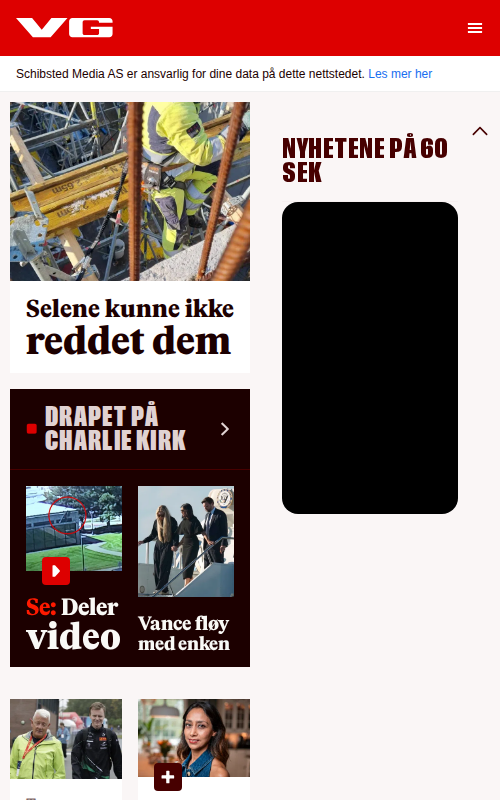 VG
Schibsted Media AS er ansvarlig for dine data på dette nettstedet. Les mer her
Selene kunne ikke
reddet dem
NYHETENE PÅ 60
SEK
DRAPET PÅ
CHARLIE KIRK
Se: Deler
video
Vance fløy
med enken